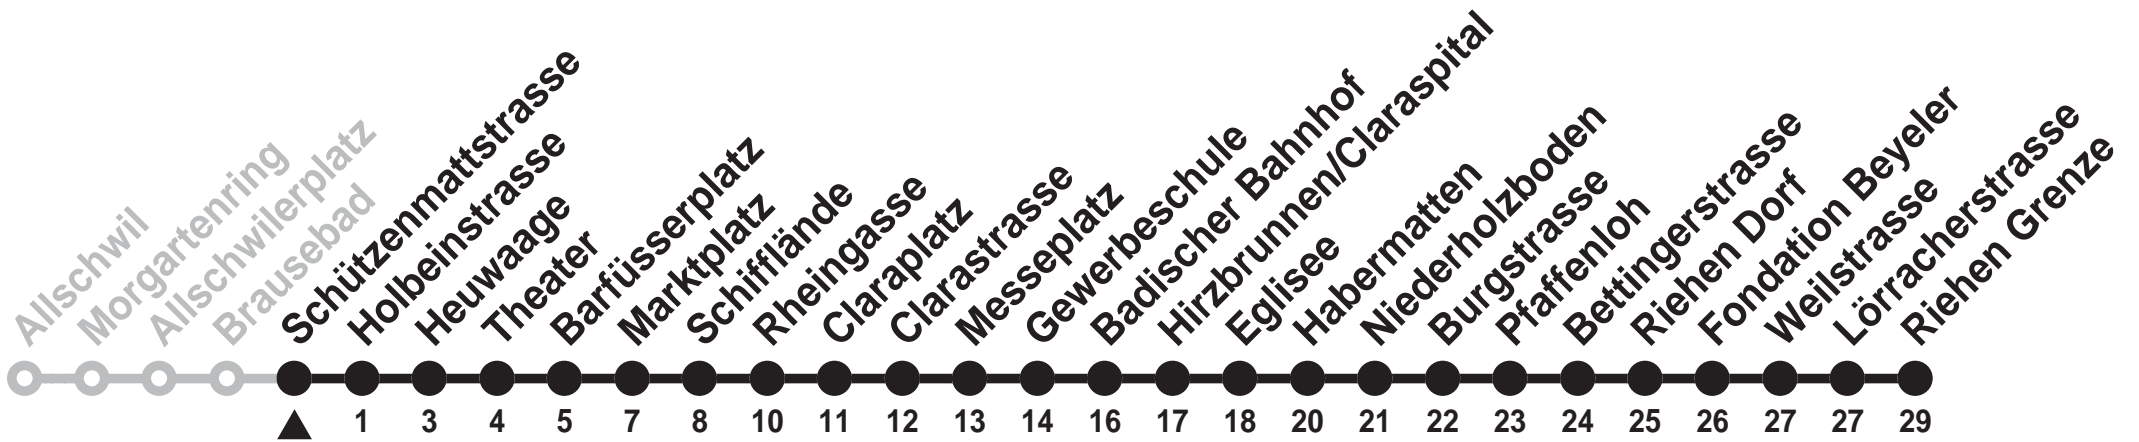 Allschwil
Morgartenring
Allschwilerplatz
Brausebad
Schützenmattstrasse
Holbeinstrasse
Heuwaage
Theater
Barfüsserplatz
Marktplatz
Schifflände
Rheingasse
Claraplatz
Clarastrasse
Messeplatz
Gewerbeschule
Badischer Bahnhof
Hirzbrunnen/Claraspital
Eglisee
Habermatten
Niederholzboden
Burgstrasse
Pfaffenloh
Bettingerstrasse
Riehen Dorf
Fondation Beyeler
Weilstrasse
Lörracherstrasse
Riehen Grenze
1 3 4 5 7 8 10 11 12 13 14 16 17 18 20 21 22 23 24 25 26 27 27 29